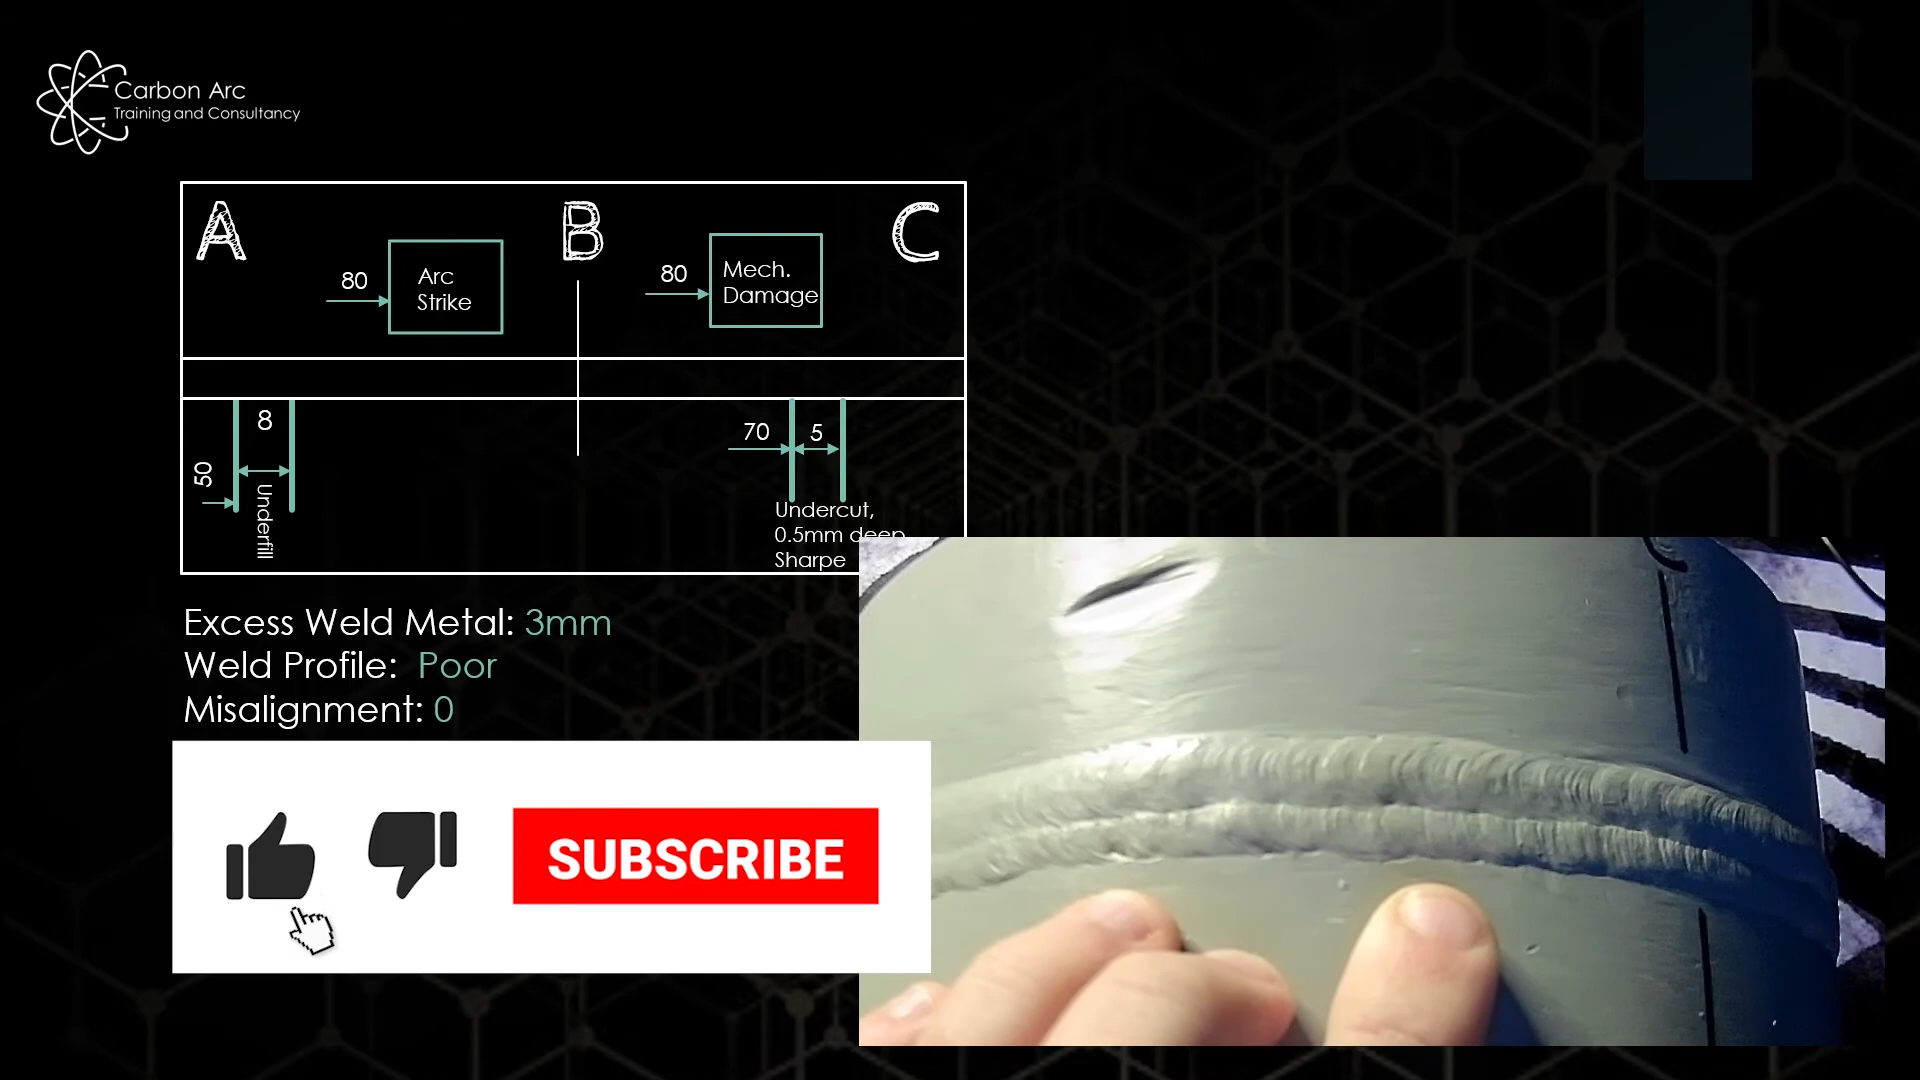 Carbon Arc
Training and Consultancy
A
B
C
80
Arc
Strike
80
Mech.
Damage
8
50
Underfill
70
5
Undercut,
0.5mm deep
Sharpe
Excess Weld Metal: 3mm
Weld Profile: Poor
Misalignment: 0
SUBSCRIBE